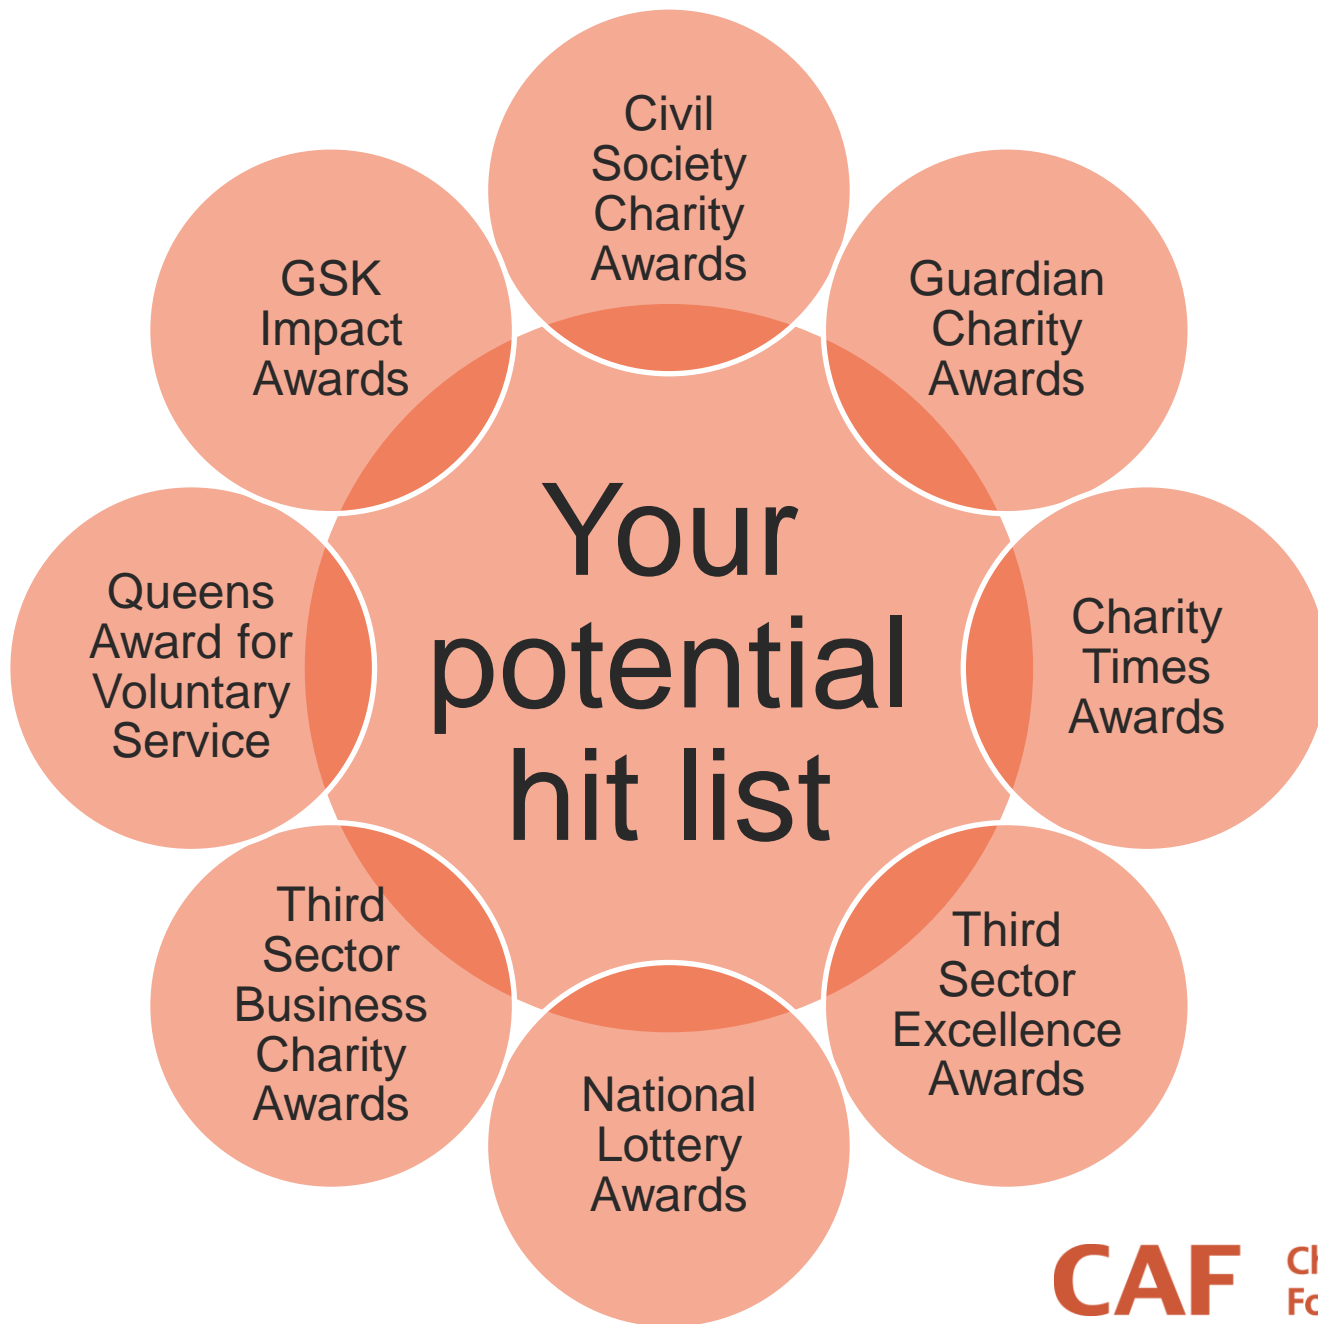 Civil
Society
Charity
Awards
Guardian
Charity
Awards
Charity
Times
Awards
Third
Sector
Excellence
Awards
National
Lottery
Awards
Third
Sector
Business
Charity
Awards
Queens
Award for
Voluntary
Service
GSK
Impact
Awards
Your
potential
hit list
CAF